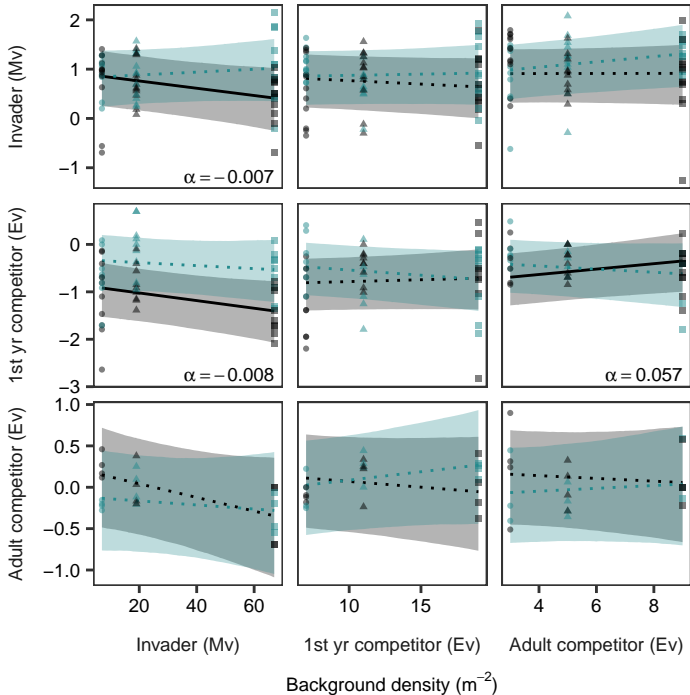 Invader (Mv)
2
1
0
−1
α = −0.007
1st yr competitor (Ev)
0
−1
−2
−3
α = −0.008
α = 0.057
Adult competitor (Ev)
1.0
0.5
0.0
−0.5
−1.0
20 40 60
10 15
4 6 8
Invader (Mv) 1st yr competitor (Ev) Adult competitor (Ev)
Background density (m⁻²)